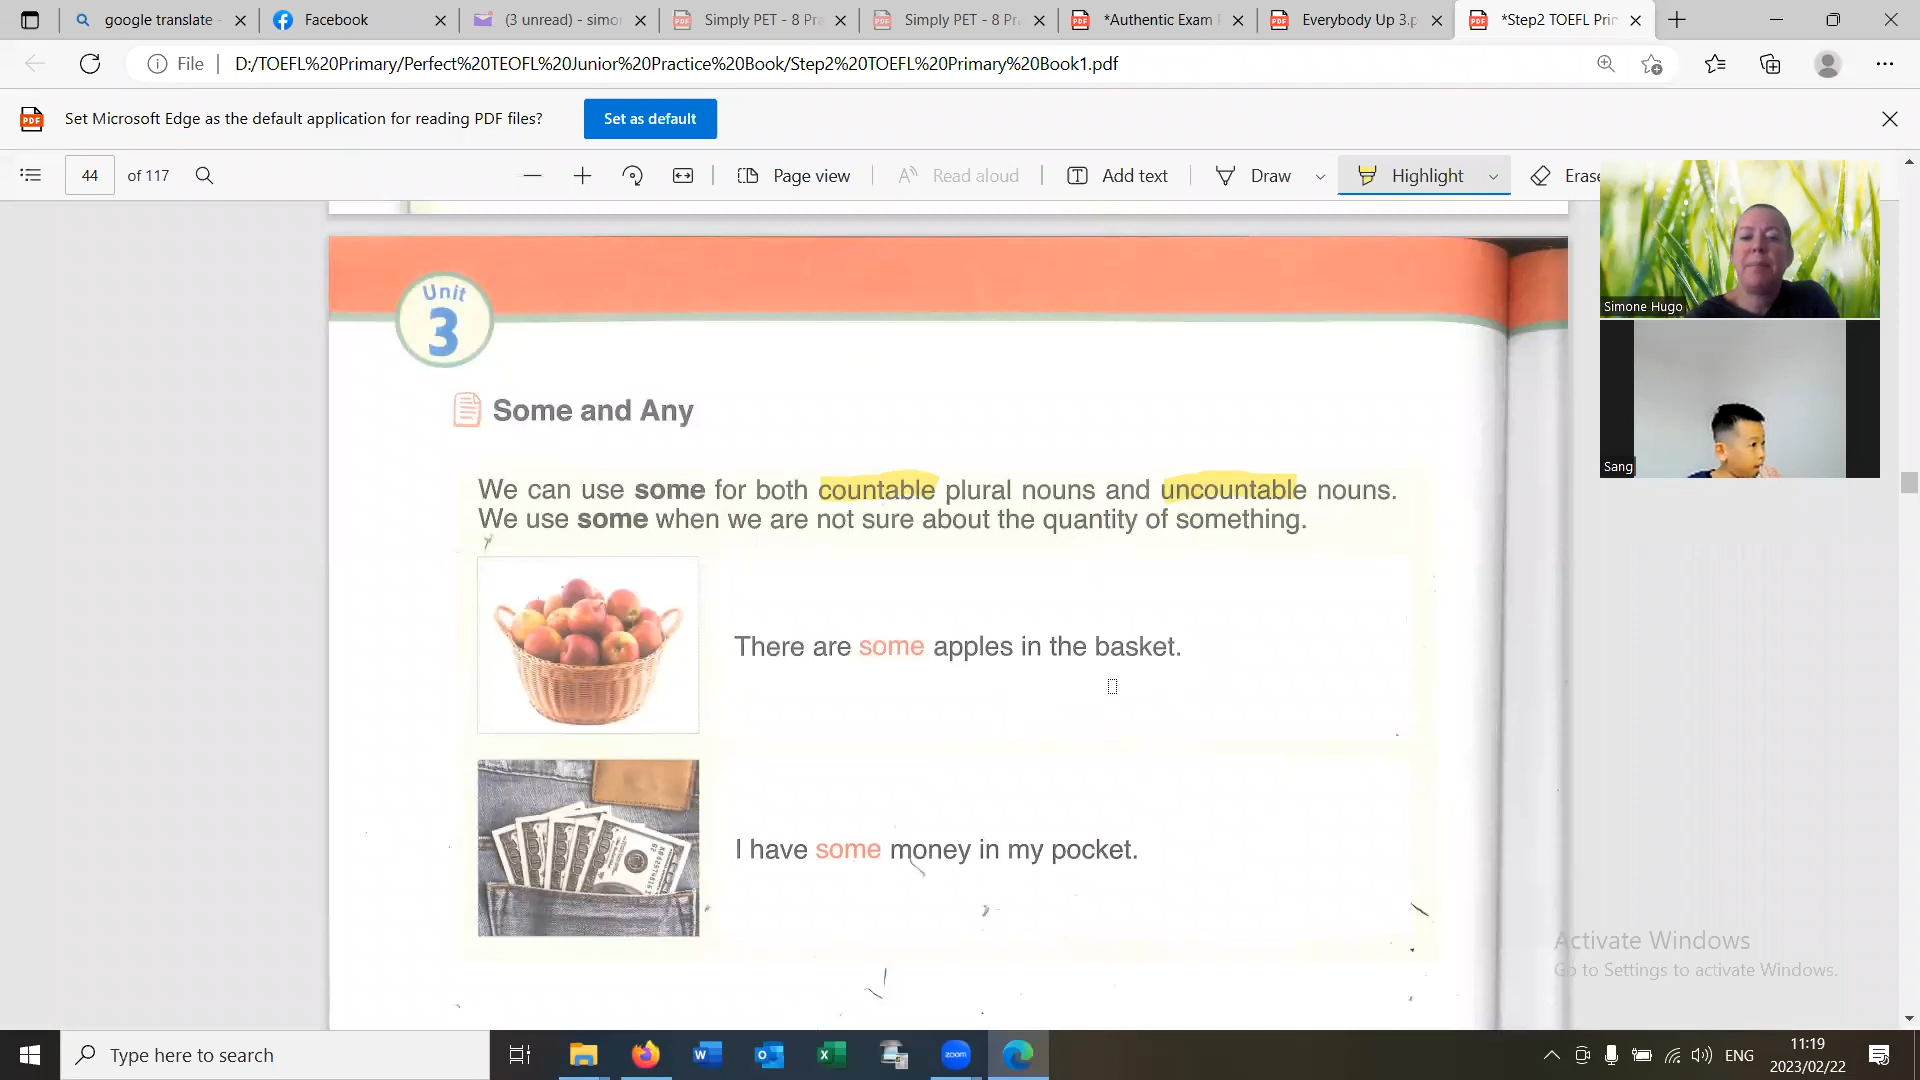 google translate -
Facebook
(3 unread) - simo
Simply PET - 8 Pra
Simply PET - 8 Pr
*Authentic Exam
Everybody Up 3.p
*Step2 TOEFL Prin
File
D:/TOEFL%20Primary/Perfect%20TEOFL%20Junior%20Practice%20Book/Step2%20TOEFL%20Primary%20Book1.pdf
Set Microsoft Edge as the default application for reading PDF files?
Set as default
44 of 117
Page view
Read aloud
Add text
Draw
Highlight
Erase
Simone Hugo
Sang
Unit
3
Some and Any
We can use some for both countable plural nouns and uncountable nouns.
We use some when we are not sure about the quantity of something.
There are some apples in the basket.
I have some money in my pocket.
Activate Windows
Go to Settings to activate Windows.
Type here to search
zoom
ENG
11:19
2023/02/22